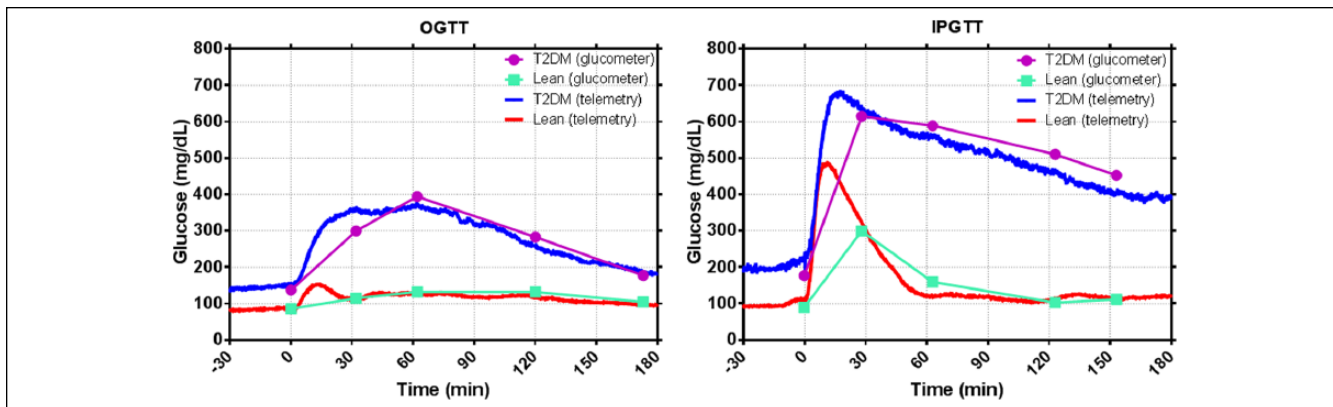 OGTT
800
700
600
500
400
300
200
100
0
Glucose (mg/dL)
T2DM (glucometer)
Lean (glucometer)
T2DM (telemetry)
Lean (telemetry)
-30 0 30 60 90 120 150 180
Time (min)
IPGTT
800
700
600
500
400
300
200
100
0
Glucose (mg/dL)
T2DM (glucometer)
Lean (glucometer)
T2DM (telemetry)
Lean (telemetry)
-30 0 30 60 90 120 150 180
Time (min)